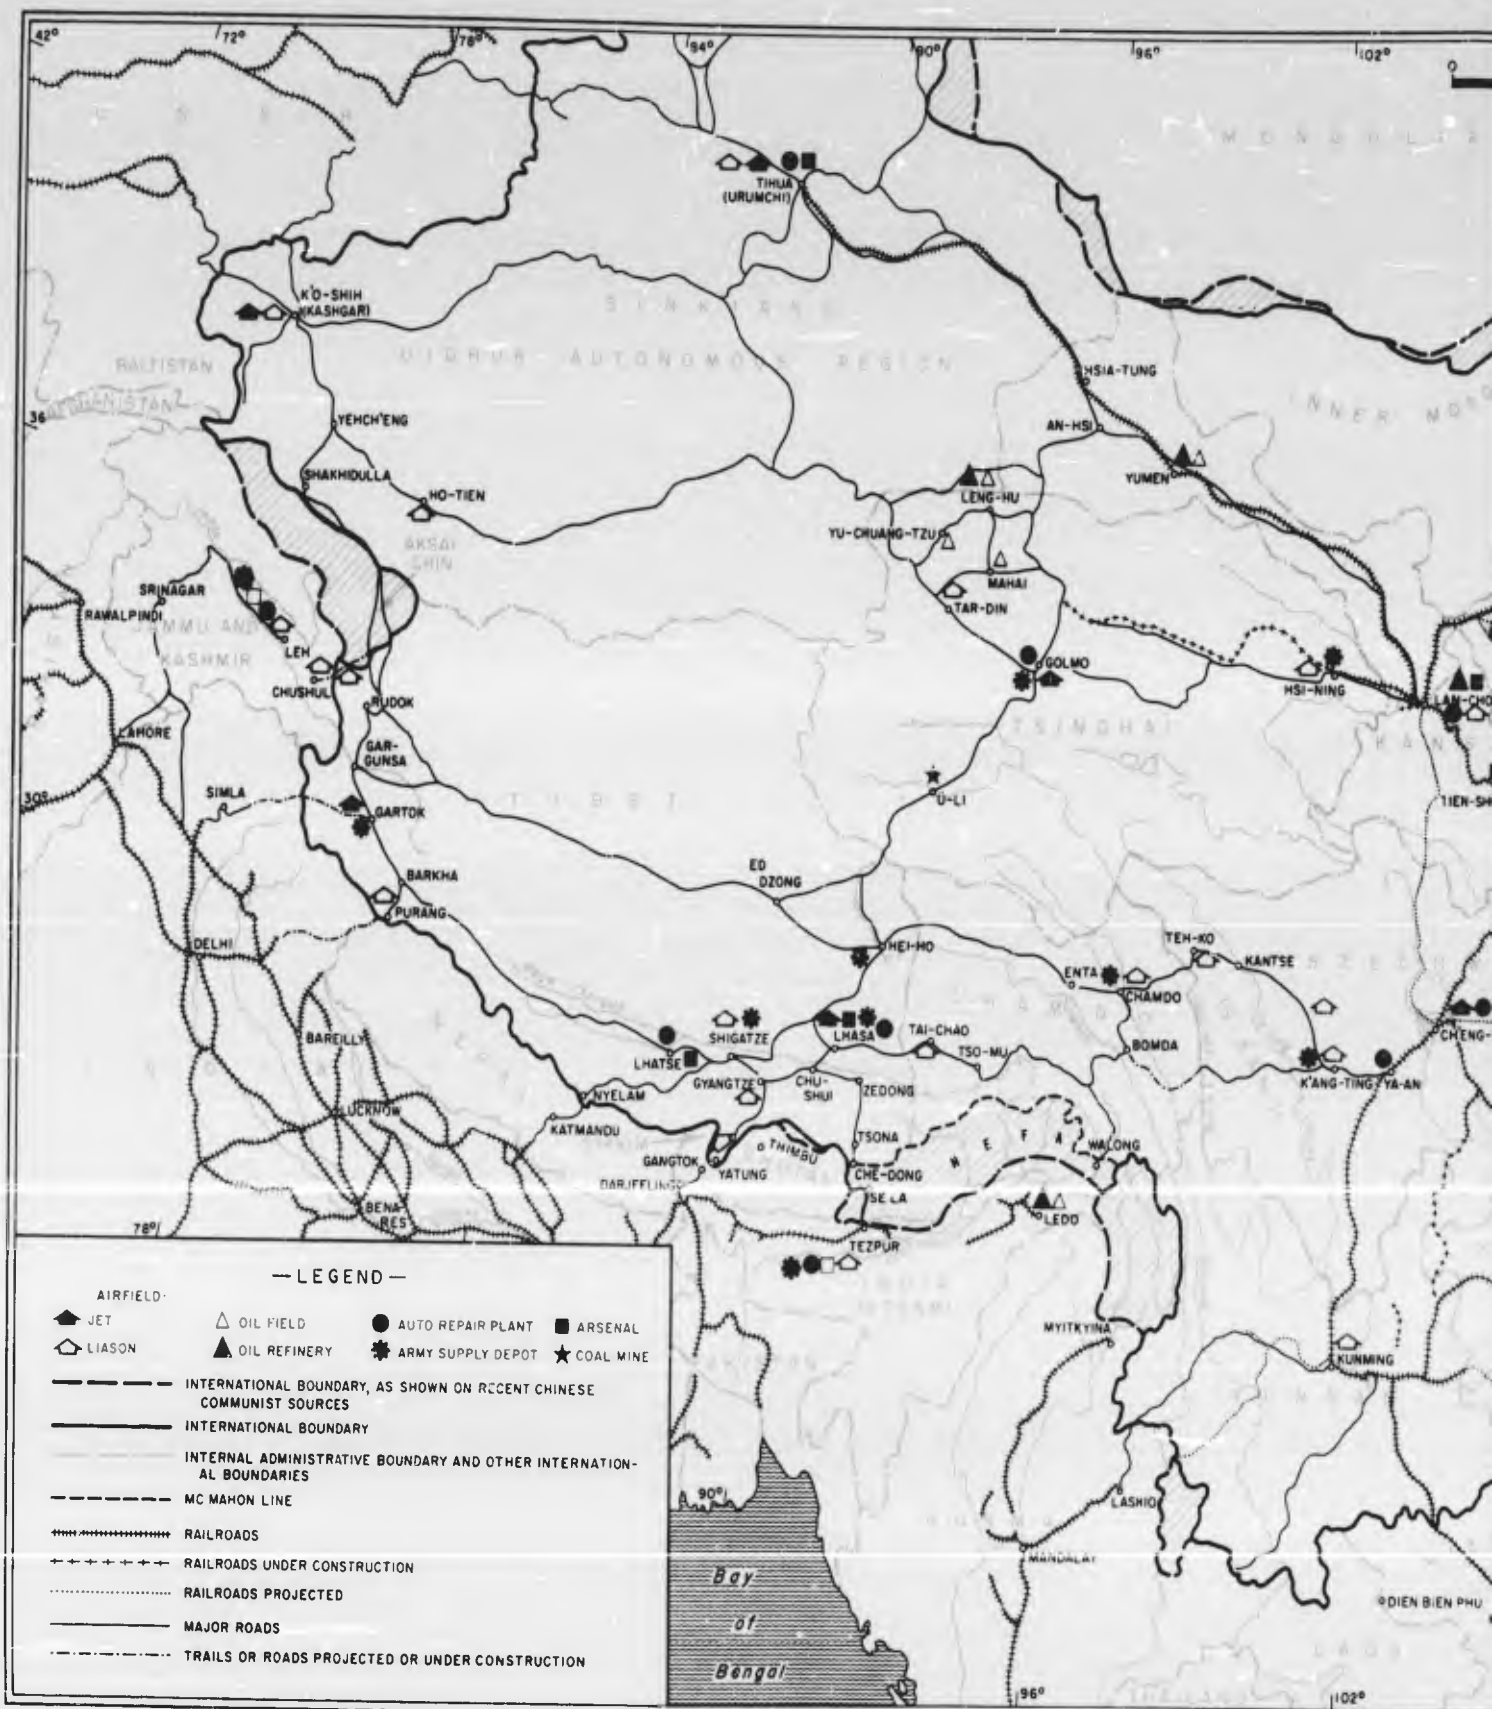 42°
72°
78°
94°
90°
96°
102°
0
MONGOLIA
TIHUA
(URUMCHI)
K'O-SHIH
(KASHGAR)
SINKIANG
UIGHUR AUTONOMOUS REGION
BALTISTAN
AFGHANISTAN
36
HSIA-TUNG
INNER MONGO
YEHCH'ENG
AN-HSI
SHAKHIDULLA
YUMEN
HO-TIEN
LENG-HU
YU-CHUANG-TZU
AKSAI
CHIN
MAHAI
SRINAGAR
RAWALPINDI
TAR-DIN
JAMMU AND
KASHMIR
LEH
GOLMO
CHUSHUL
HSI-NING
RUDOK
LAN-CHO
TSINGHAI
KANS
LAHORE
GAR-
GUNSA
SIMLA
30°
TIBET
U-LI
TIEN-SH
GARTOK
ED
DZONG
BARKHA
PURANG
TEH-KO
DELHI
HEI-HO
KANTSE
ENTA
CHAMDO
BAREILLY
SHIGATZE
LHASA
TAI-CHAO
CHENG-
LHATSE
TSO-MU
BOMDA
GYANGTZE
CHU-
SHUI
ZEDONG
K'ANG-TING
YA-AN
NYELAM
LUCKNOW
KATMANDU
TSONA
N E F A
WALONG
THIMBU
GANGTOK
YATUNG
CHE-DONG
DARJEELING
SE LA
BENA-
RES
LEDO
78°
TEZPUR
—LEGEND—
AIRFIELD:
JET
OIL FIELD
AUTO REPAIR PLANT
ARSENAL
LIASON
OIL REFINERY
ARMY SUPPLY DEPOT
COAL MINE
MYITKYINA
KUNMING
INTERNATIONAL BOUNDARY, AS SHOWN ON RECENT CHINESE
COMMUNIST SOURCES
INTERNATIONAL BOUNDARY
INTERNAL ADMINISTRATIVE BOUNDARY AND OTHER INTERNATION-
AL BOUNDARIES
MC MAHON LINE
90°
LASHIO
RAILROADS
RAILROADS UNDER CONSTRUCTION
MANDALAY
Bay
RAILROADS PROJECTED
DIEN BIEN PHU
MAJOR ROADS
of
TRAILS OR ROADS PROJECTED OR UNDER CONSTRUCTION
LAOS
Bengal
96°
102°